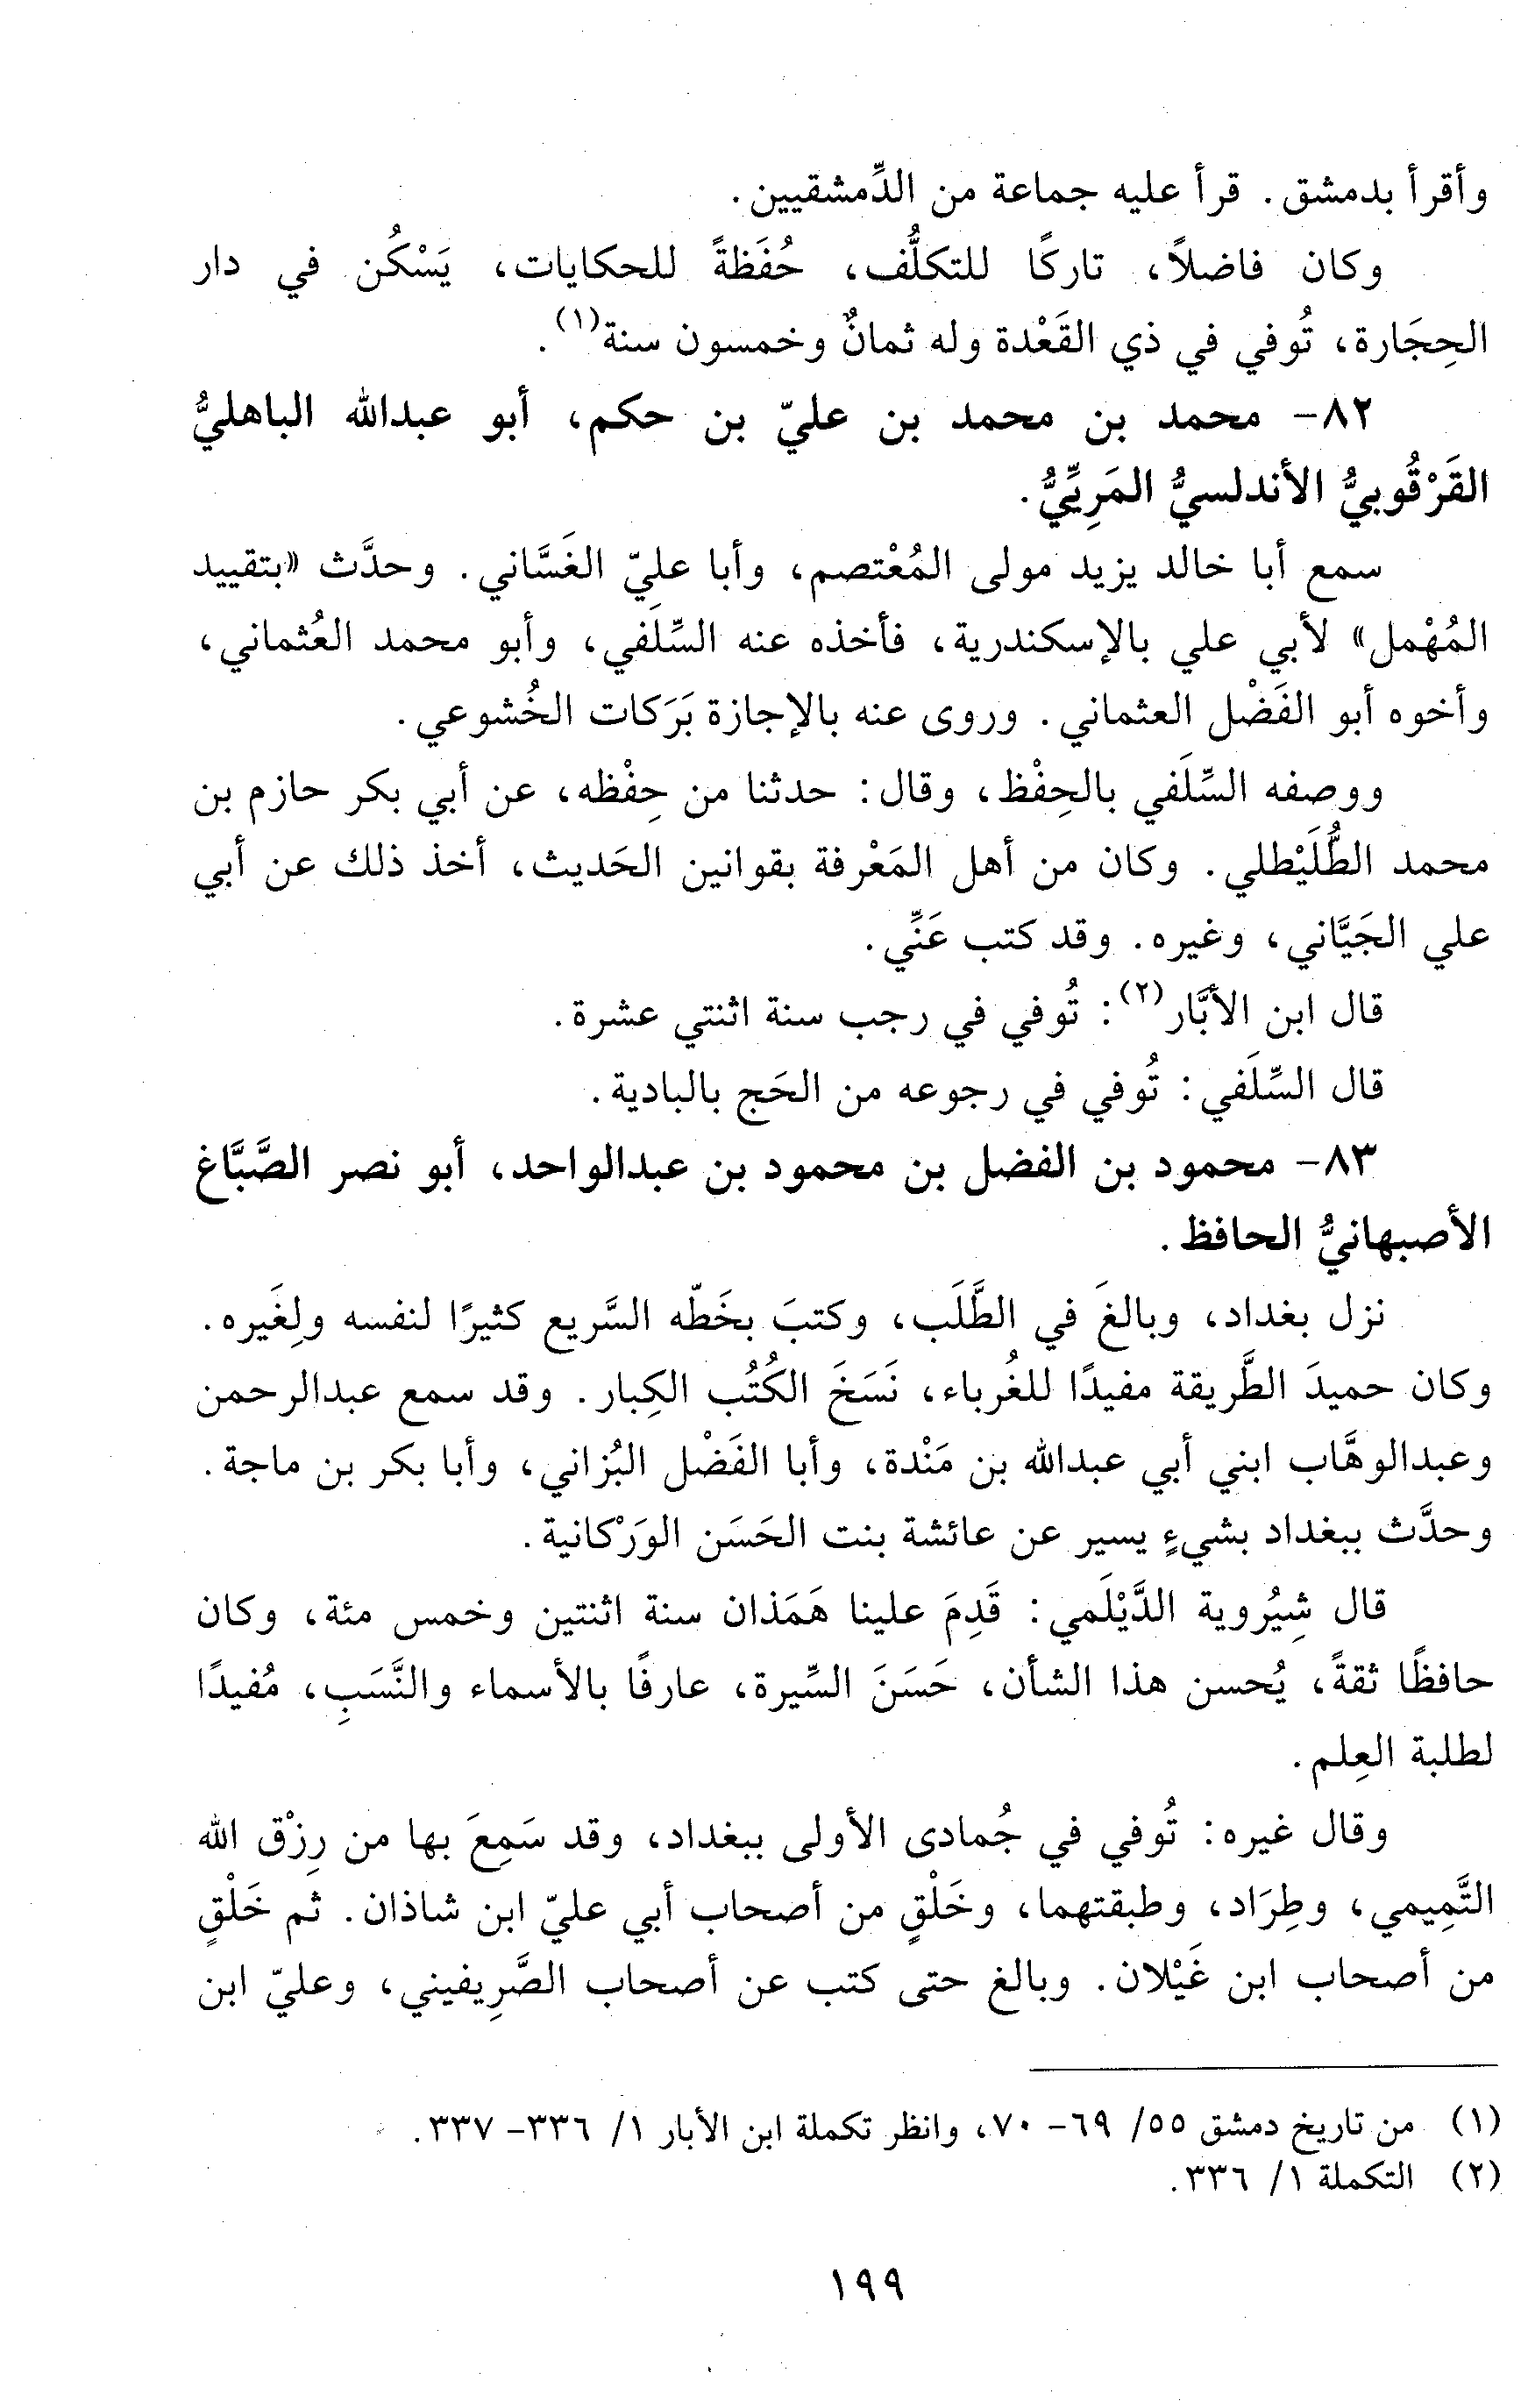 وأقرأ بدمشق. قرأ عليه جماعة من الدِّمشقيين.
وكان فاضلاً، تاركًا للتكلُّف، حُفَظةً للحكايات، يَسْكُن في دار
الحِجَارة، تُوفي في ذي القَعْدة وله ثمانٌ وخمسون سنة(١).
٨٢- محمد بن محمد بن عليّ بن حكم، أبو عبدالله الباهليُّ
القَرْقُوبيُّ الأندلسيُّ المَرِيِّيُّ.
سمع أبا خالد يزيد مولى المُعْتصم، وأبا عليّ الغَسَّاني. وحدَّث «بتقييد
المُهْمل» لأبي علي بالإسكندرية، فأخذه عنه السِّلَفي، وأبو محمد العُثماني،
وأخوه أبو الفَضْل العثماني. وروى عنه بالإجازة بَرَكات الخُشوعي.
ووصفه السِّلَفي بالحِفْظ، وقال: حدثنا من حِفْظه، عن أبي بكر حازم بن
محمد الطُّلَيْطلي. وكان من أهل المَعْرفة بقوانين الحَديث، أخذ ذلك عن أبي
علي الجَيَّاني، وغيره. وقد كتب عَنِّي.
قال ابن الأبَّار(٢): تُوفي في رجب سنة اثنتي عشرة.
قال السِّلَفي: تُوفي في رجوعه من الحَج بالبادية.
٨٣- محمود بن الفضل بن محمود بن عبدالواحد، أبو نصر الصَّبَّاغ
الأصبهانيُّ الحافظ.
نزل بغداد، وبالغَ في الطَّلَب، وكتبَ بخَطّه السَّريع كثيرًا لنفسه ولِغَيره.
وكان حميدَ الطَّريقة مفيدًا للغُرباء، نَسَخَ الكُتُب الكِبار. وقد سمع عبدالرحمن
وعبدالوهَّاب ابني أبي عبدالله بن مَنْدة، وأبا الفَضْل البُزاني، وأبا بكر بن ماجة.
وحدَّث ببغداد بشيءٍ يسير عن عائشة بنت الحَسَن الوَرْكانية.
قال شِيُروية الدَّيْلَمي: قَدِمَ علينا هَمَذان سنة اثنتين وخمس مئة، وكان
حافظًا ثقةً، يُحسن هذا الشأن، حَسَنَ السِّيرة، عارفًا بالأسماء والنَّسَبِ، مُفيدًا
لطلبة العِلم.
وقال غيره: تُوفي في جُمادى الأولى ببغداد، وقد سَمِعَ بها من رِزْق الله
التَّمِيمي، وطِرَاد، وطبقتهما، وخَلْقٍ من أصحاب أبي عليّ ابن شاذان. ثم خَلْقٍ
من أصحاب ابن غَيْلان. وبالغ حتى كتب عن أصحاب الصَّرِيفيني، وعليّ ابن
(١) من تاريخ دمشق ٥٥/ ٦٩- ٧٠، وانظر تكملة ابن الأبار ١/ ٣٣٦- ٣٣٧.
(٢) التكملة ١/ ٣٣٦.
١٩٩